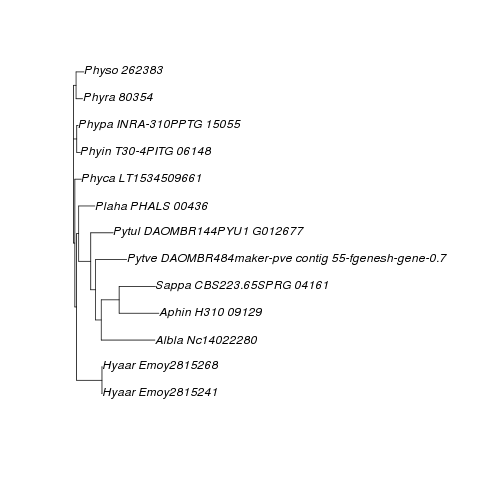 Physo 262383
Phyra 80354
Phypa INRA-310PPTG 15055
Phyin T30-4PITG 06148
Phyca LT1534509661
Plaha PHALS 00436
Pytul DAOMBR144PYU1 G012677
Pytve DAOMBR484maker-pve contig 55-fgenesh-gene-0.7
Sappa CBS223.65SPRG 04161
Aphin H310 09129
Albla Nc14022280
Hyaar Emoy2815268
Hyaar Emoy2815241